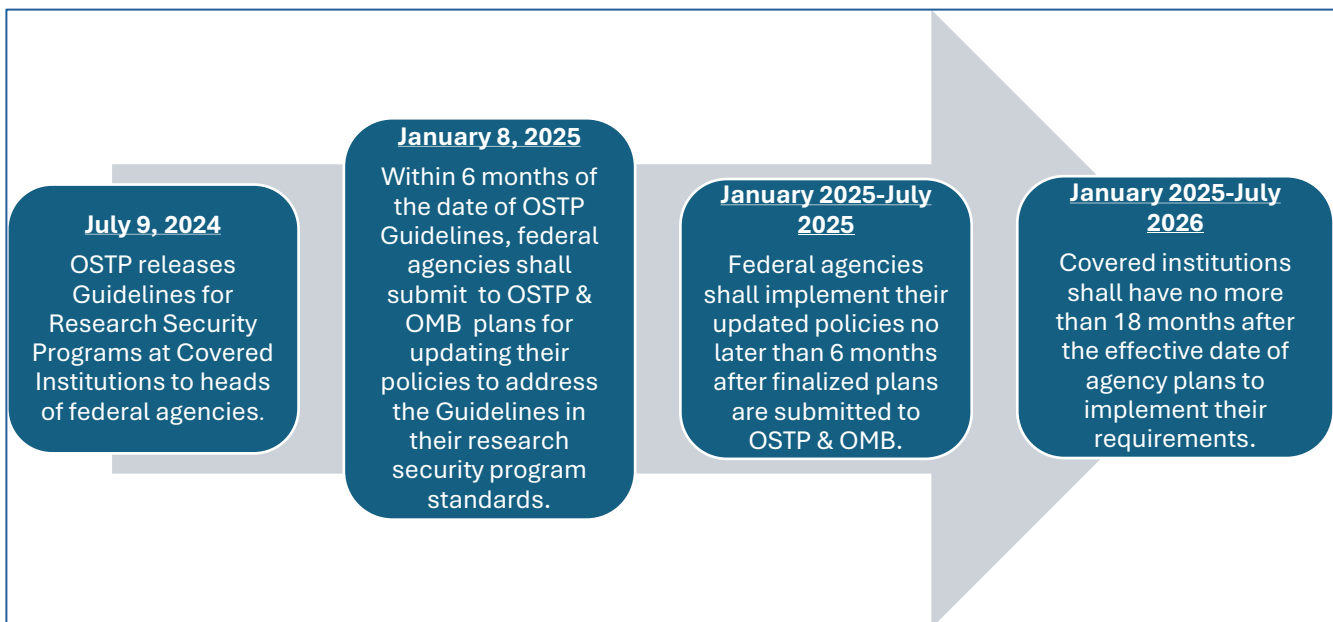 July 9, 2024
OSTP releases
Guidelines for
Research Security
Programs at Covered
Institutions to heads
of federal agencies.
January 8, 2025
Within 6 months of
the date of OSTP
Guidelines, federal
agencies shall
submit to OSTP &
OMB plans for
updating their
policies to address
the Guidelines in
their research
security program
standards.
January 2025-July
2025
Federal agencies
shall implement their
updated policies no
later than 6 months
after finalized plans
are submitted to
OSTP & OMB.
January 2025-July
2026
Covered institutions
shall have no more
than 18 months after
the effective date of
agency plans to
implement their
requirements.